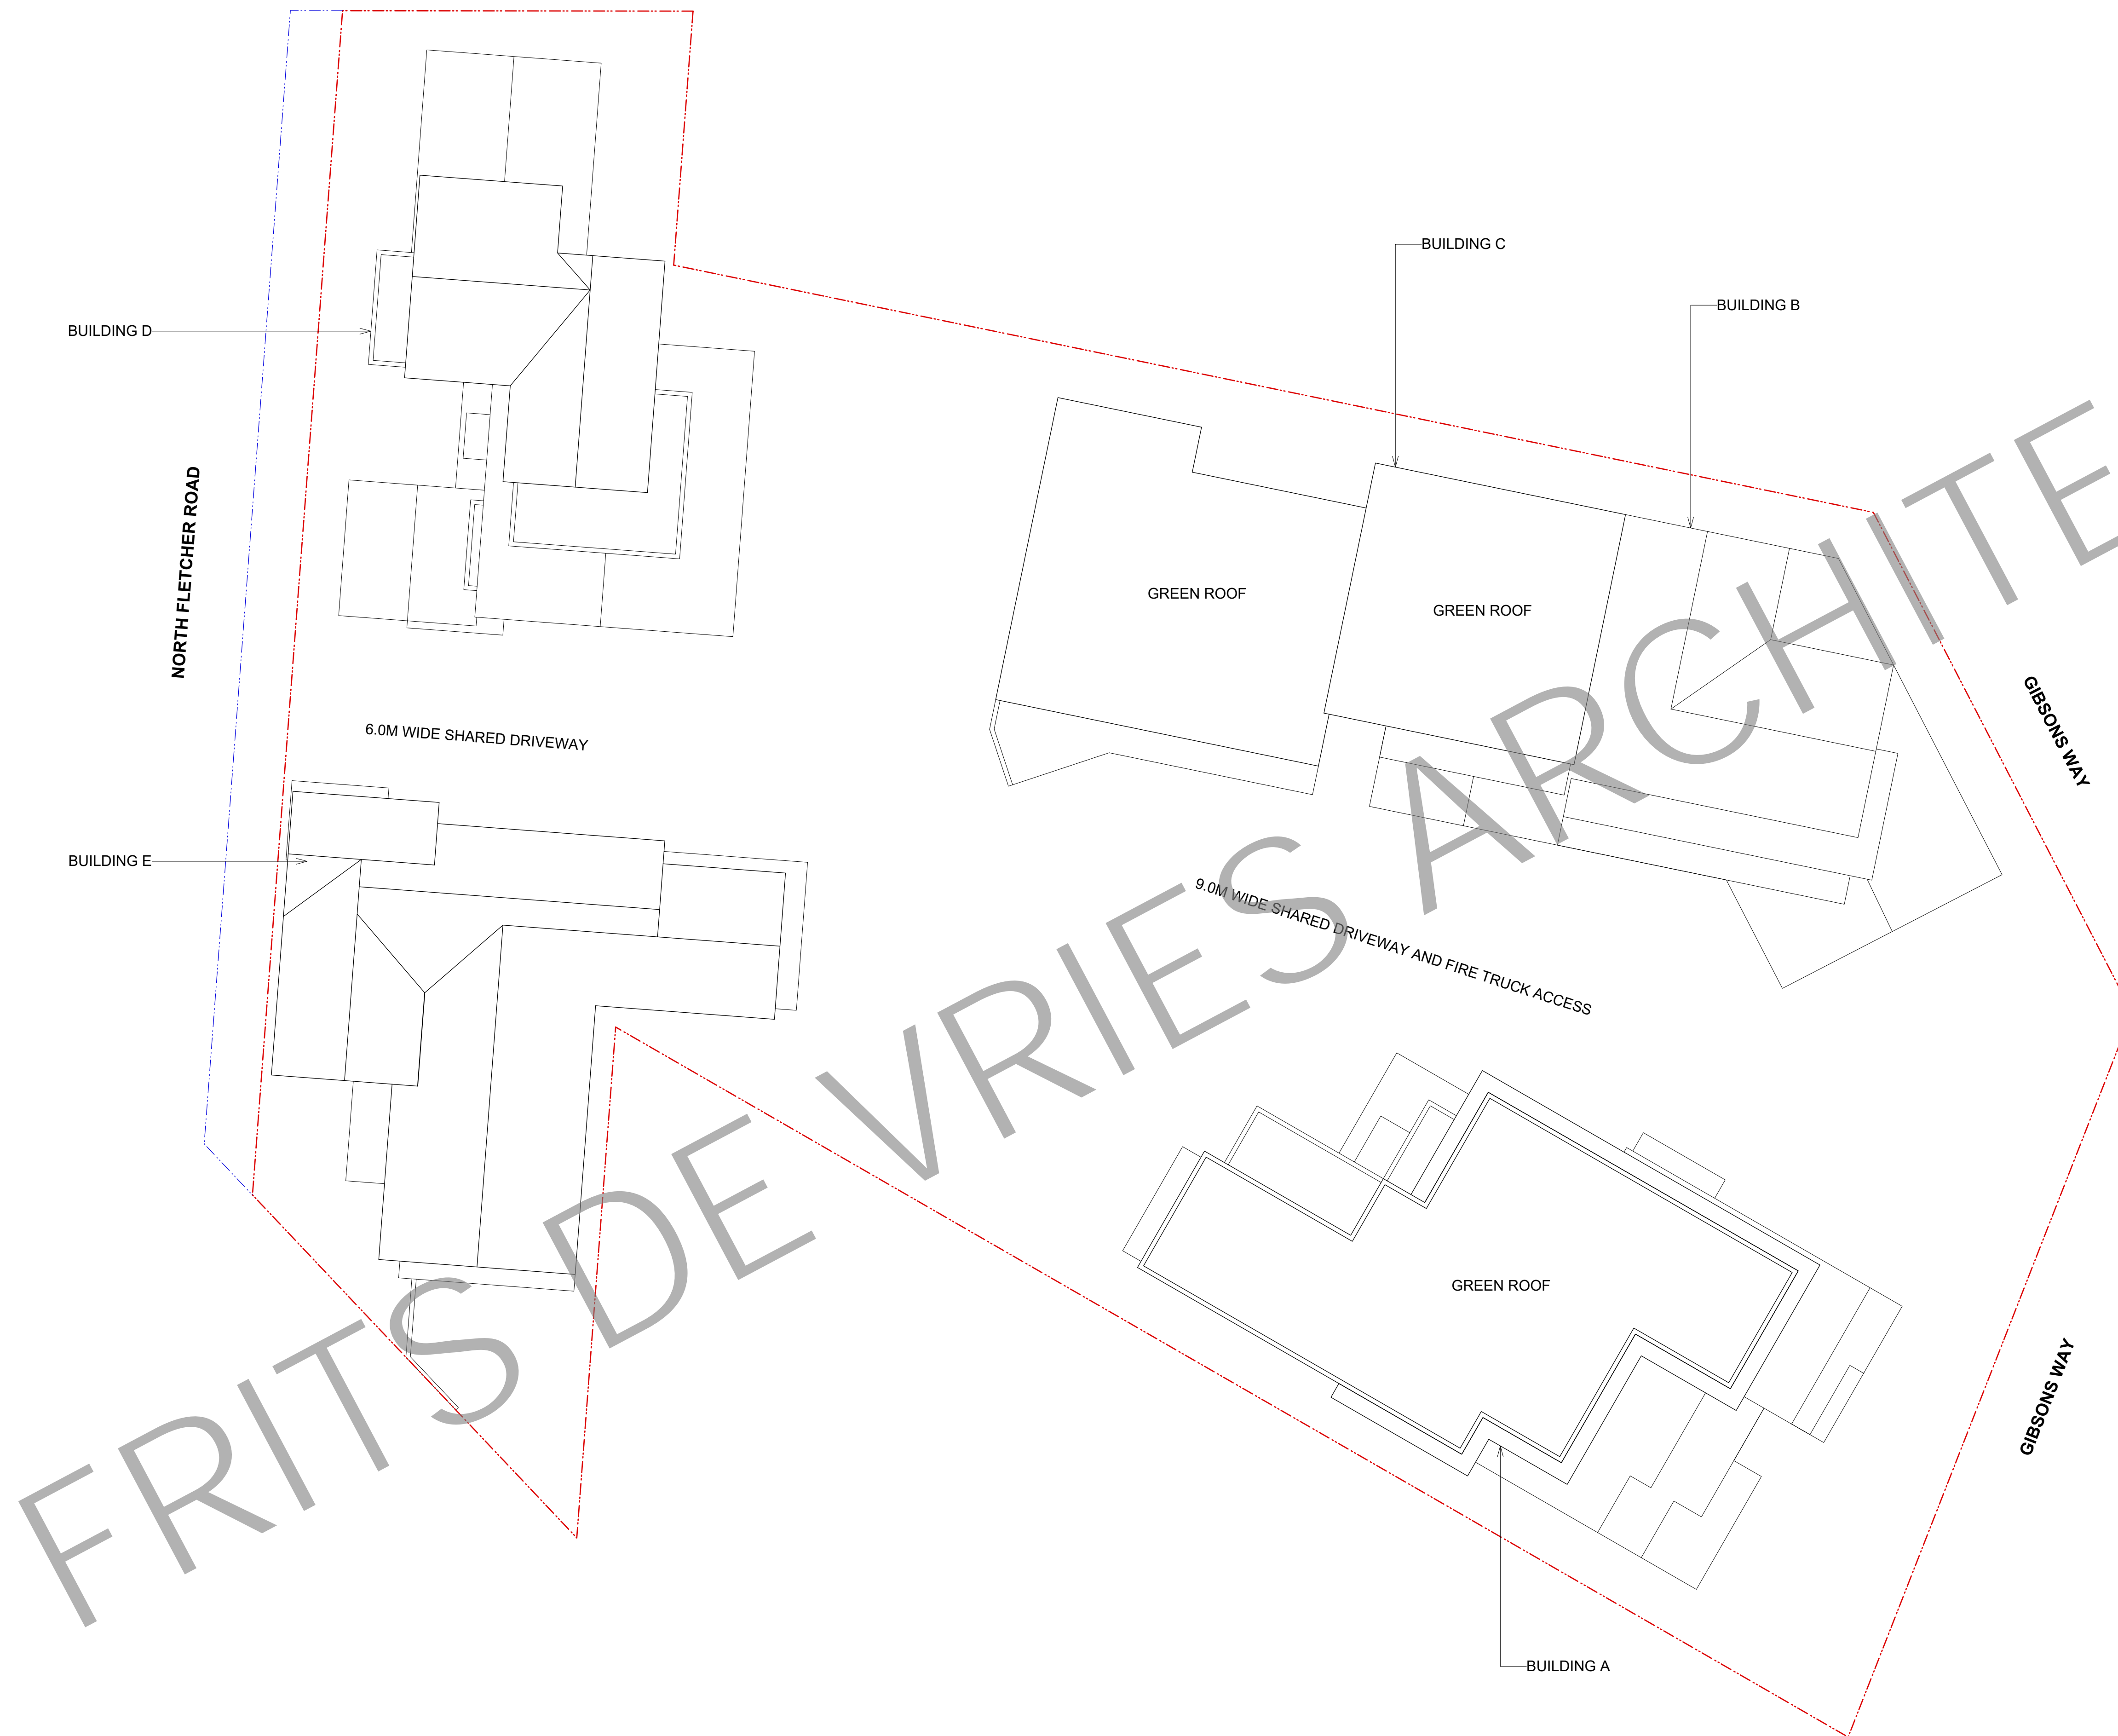 BUILDING C
BUILDING B
BUILDING D
NORTH FLETCHER ROAD
GREEN ROOF
GREEN ROOF
GIBSONS WAY
6.0M WIDE SHARED DRIVEWAY
BUILDING E
9.0M WIDE SHARED DRIVEWAY AND FIRE TRUCK ACCESS
GREEN ROOF
GIBSONS WAY
BUILDING A
FRITS DE VRIES ARCHITE